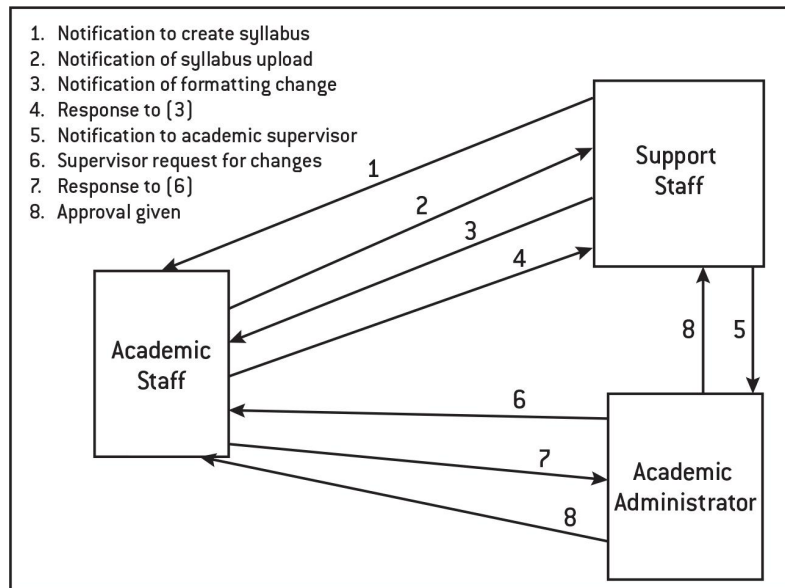 1. Notification to create syllabus
2. Notification of syllabus upload
3. Notification of formatting change
4. Response to (3)
5. Notification to academic supervisor
6. Supervisor request for changes
7. Response to (6)
8. Approval given
Support
Staff
1
2
3
4
Academic
Staff
8
5
6
7
8
Academic
Administrator